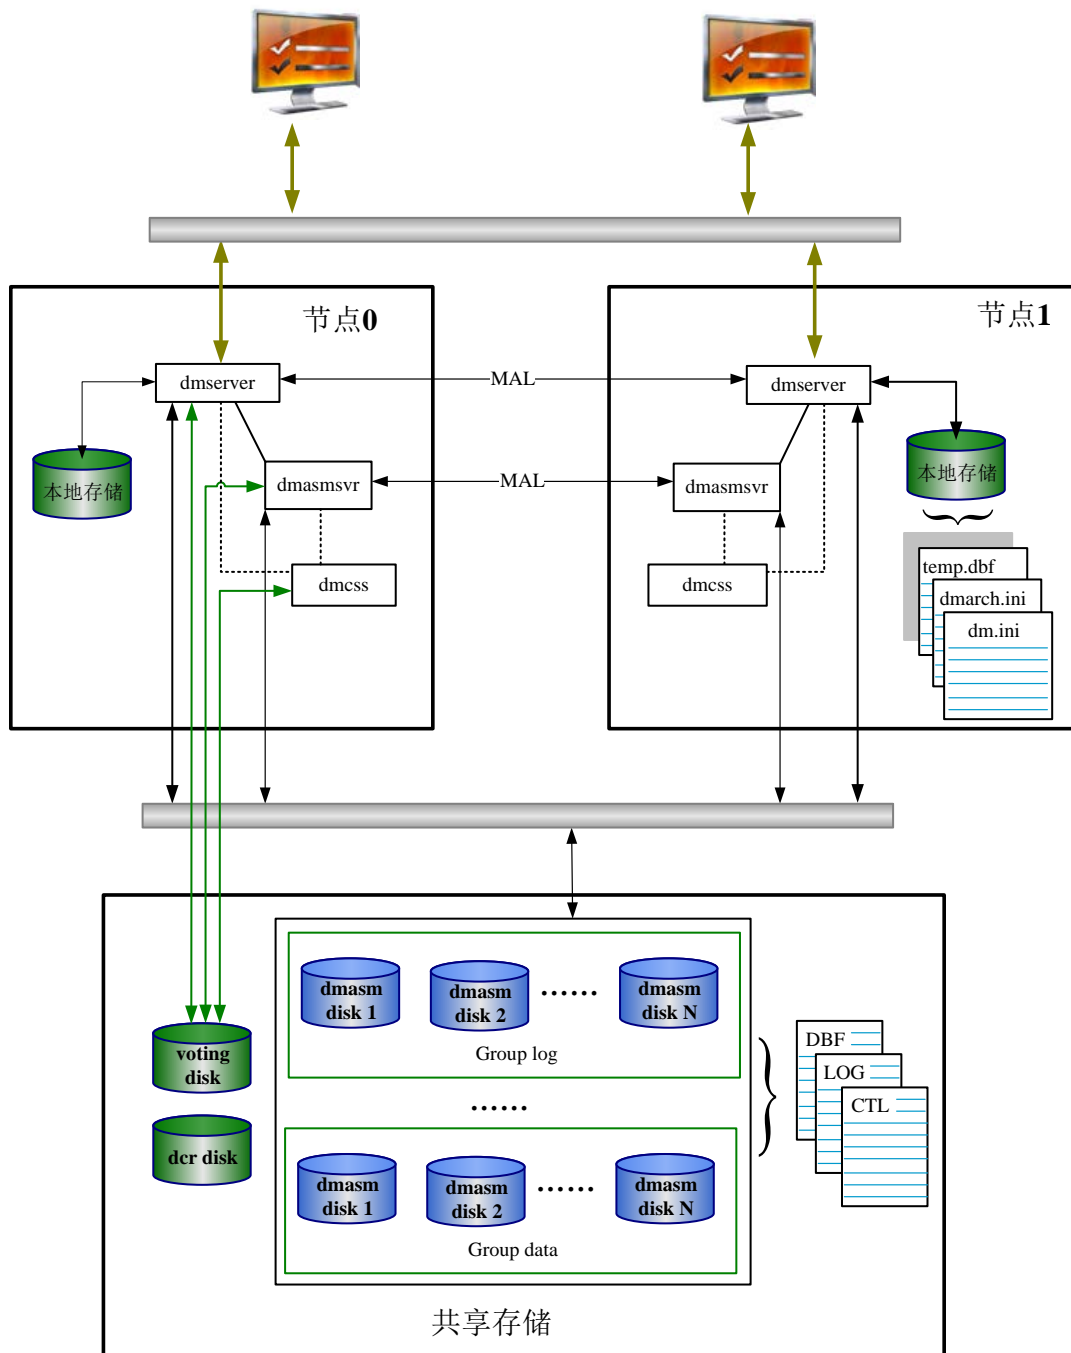 节点0
节点1
dmserver
MAL
dmserver
本地存储
dmasmsvr
MAL
dmasmsvr
本地存储
dmcss
dmcss
temp.dbf
dmarch.ini
dm.ini
dmasm
disk 1
dmasm
disk 2
……
dmasm
disk N
Group log
voting
disk
DBF
LOG
CTL
……
dcr disk
dmasm
disk 1
dmasm
disk 2
……
dmasm
disk N
Group data
共享存储